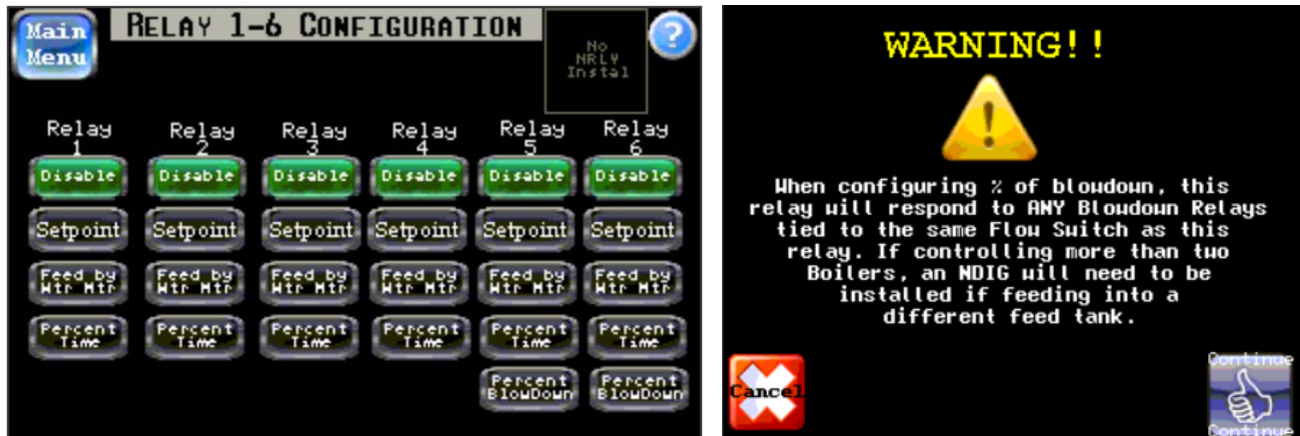 Main
Menu
RELAY 1-6 CONFIGURATION
No
NRLY
Instal
?
Relay Relay Relay Relay Relay Relay
1 2 3 4 5 6
Disable Disable Disable Disable Disable Disable
Setpoint Setpoint Setpoint Setpoint Setpoint Setpoint
Feed by Feed by Feed by Feed by Feed by Feed by
Wtr Mtr Wtr Mtr Wtr Mtr Wtr Mtr Wtr Mtr Wtr Mtr
Percent Percent Percent Percent Percent Percent
Time Time Time Time Time Time
Percent Percent
BlowDown BlowDown
WARNING!!
!
When configuring % of blowdown, this
relay will respond to ANY Blowdown Relays
tied to the same Flow Switch as this
relay. If controlling more than two
Boilers, an NDIG will need to be
installed if feeding into a
different feed tank.
Cancel
Continue
Continue